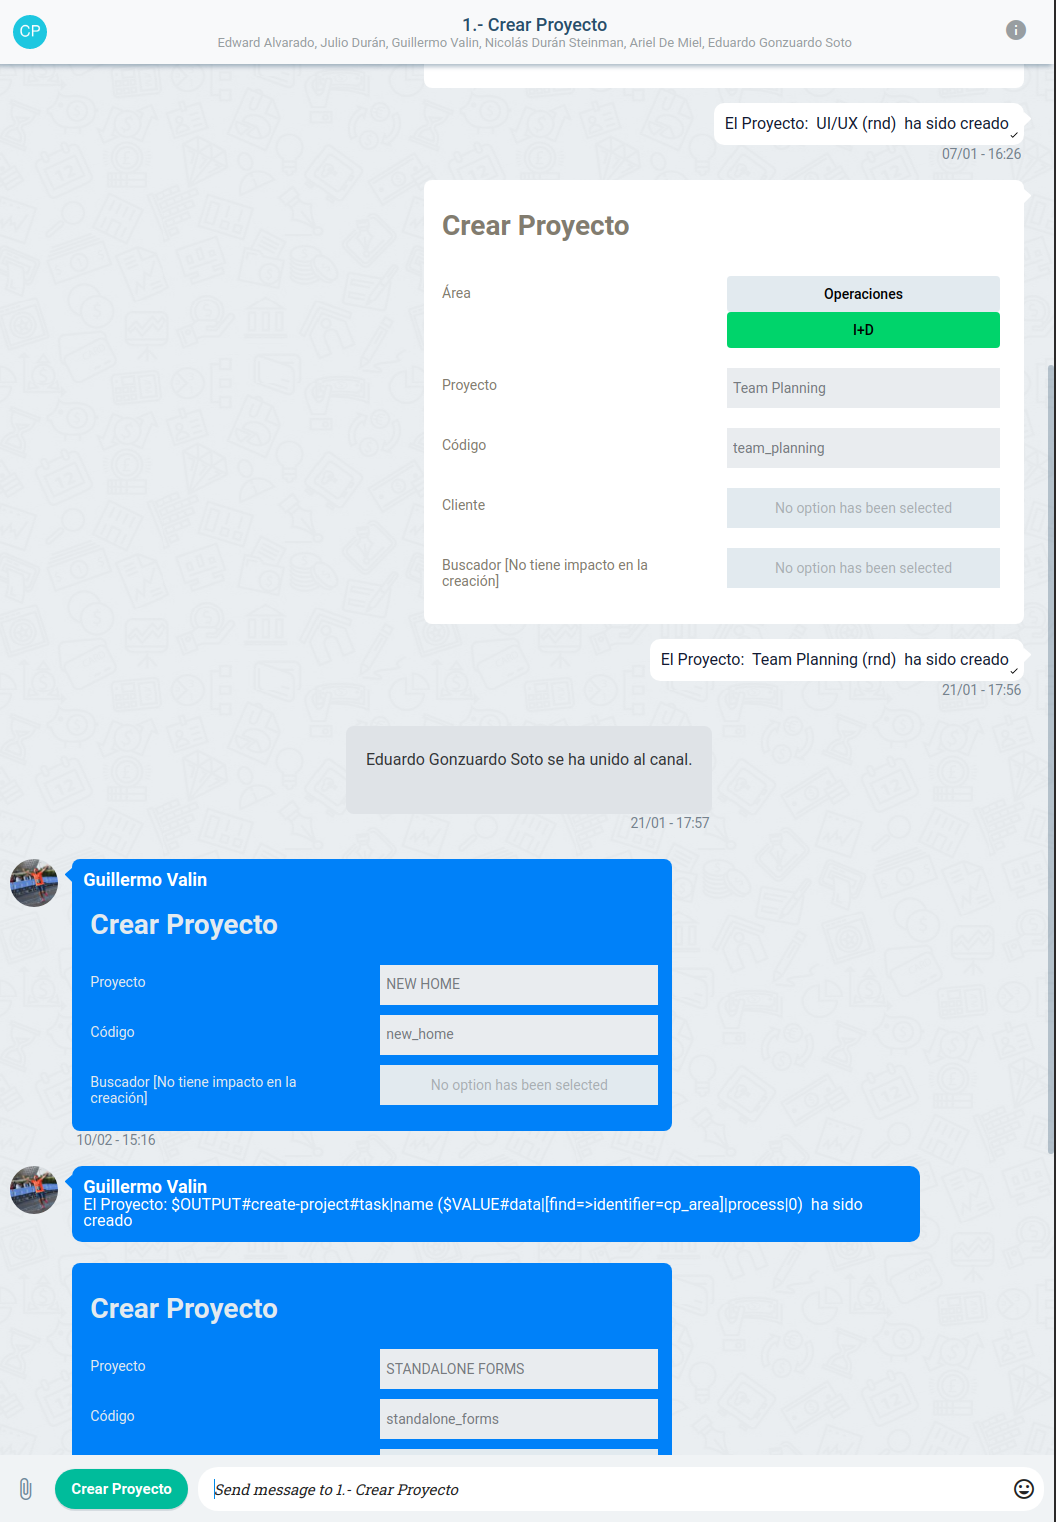 CP
1.- Crear Proyecto
Edward Alvarado, Julio Durán, Guillermo Valin, Nicolás Durán Steinman, Ariel De Miel, Eduardo Gonzuardo Soto
El Proyecto:  UI/UX (rnd)  ha sido creado
07/01 - 16:26
Crear Proyecto
Área
Operaciones
I+D
Proyecto
Team Planning
Código
team_planning
Cliente
No option has been selected
Buscador [No tiene impacto en la
creación]
No option has been selected
El Proyecto:  Team Planning (rnd)  ha sido creado
21/01 - 17:56
Eduardo Gonzuardo Soto se ha unido al canal.
21/01 - 17:57
Guillermo Valin
Crear Proyecto
Proyecto
NEW HOME
Código
new_home
Buscador [No tiene impacto en la
creación]
No option has been selected
10/02 - 15:16
Guillermo Valin
El Proyecto: $OUTPUT#create-project#task|name ($VALUE#data|[find=>identifier=cp_area]|process|0)  ha sido
creado
Crear Proyecto
Proyecto
STANDALONE FORMS
Código
standalone_forms
Crear Proyecto
Send message to 1.- Crear Proyecto